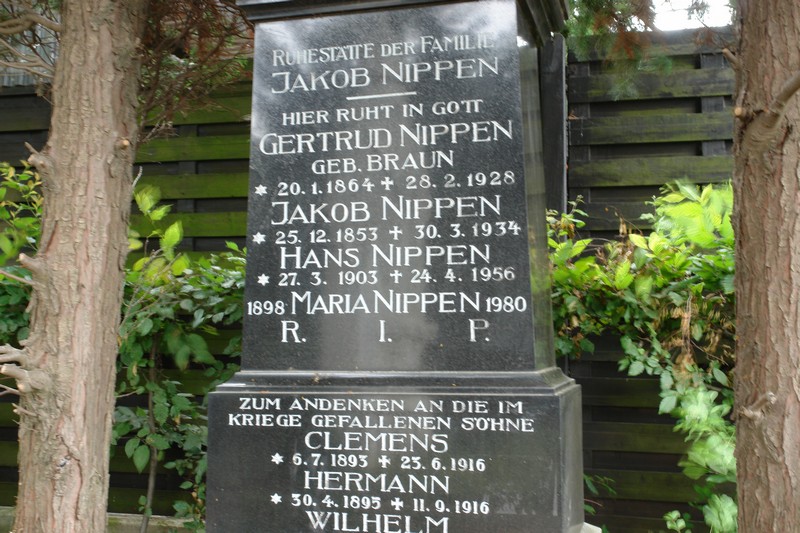 RUHESTÄTTE DER FAMILIE
JAKOB NIPPEN
HIER RUHT IN GOTT
GERTRUD NIPPEN
GEB. BRAUN
* 20. 1. 1864 + 28. 2. 1928
JAKOB NIPPEN
* 25. 12. 1853 + 30. 3. 1934
HANS NIPPEN
* 27. 3. 1903 + 24. 4. 1956
1898 MARIA NIPPEN 1980
R. I. P.
ZUM ANDENKEN AN DIE IM
KRIEGE GEFALLENEN SÖHNE
CLEMENS
* 6. 7. 1893 + 23. 6. 1916
HERMANN
* 30. 4. 1895 + 11. 9. 1916
WILHELM